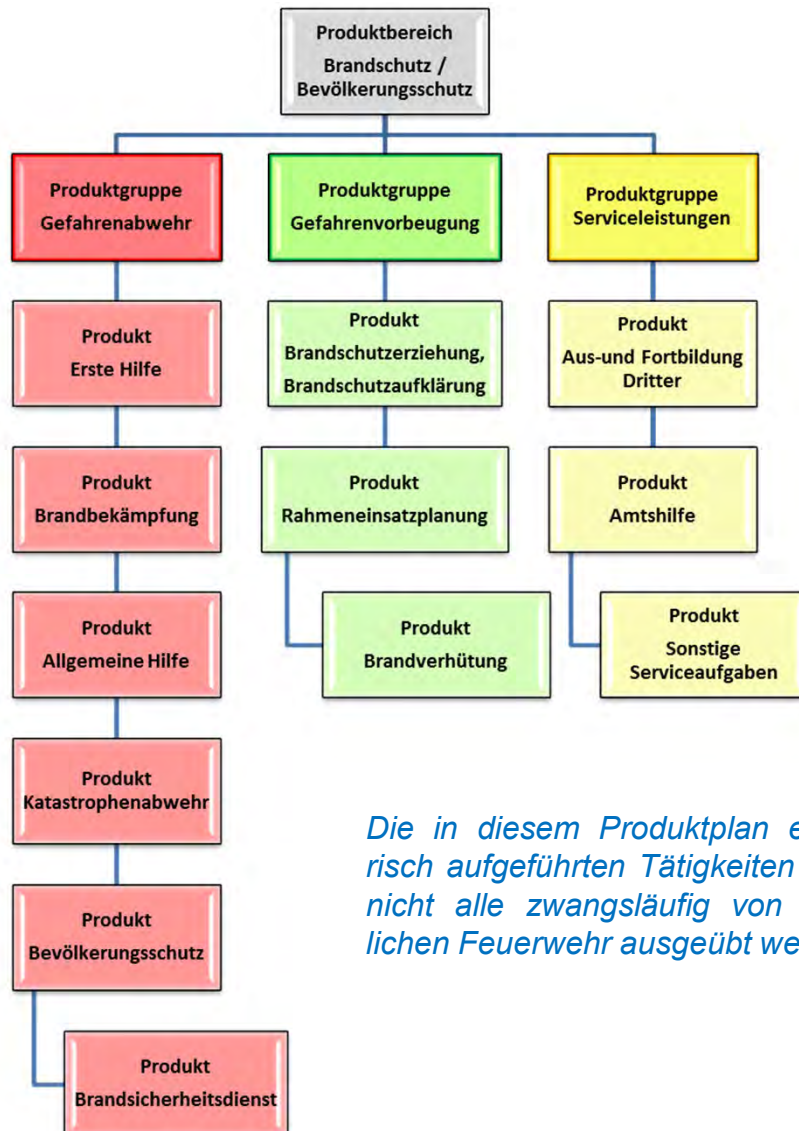 Produktbereich
Brandschutz /
Bevölkerungsschutz
Produktgruppe
Gefahrenabwehr
Produktgruppe
Gefahrenvorbeugung
Produktgruppe
Serviceleistungen
Produkt
Erste Hilfe
Produkt
Brandschutzerziehung,
Brandschutzaufklärung
Produkt
Aus-und Fortbildung
Dritter
Produkt
Brandbekämpfung
Produkt
Rahmeneinsatzplanung
Produkt
Amtshilfe
Produkt
Allgemeine Hilfe
Produkt
Brandverhütung
Produkt
Sonstige
Serviceaufgaben
Produkt
Katastrophenabwehr
Produkt
Bevölkerungsschutz
Produkt
Brandsicherheitsdienst
Die in diesem Produktplan e
risch aufgeführten Tätigkeiten
nicht alle zwangsläufig von
lichen Feuerwehr ausgeübt we